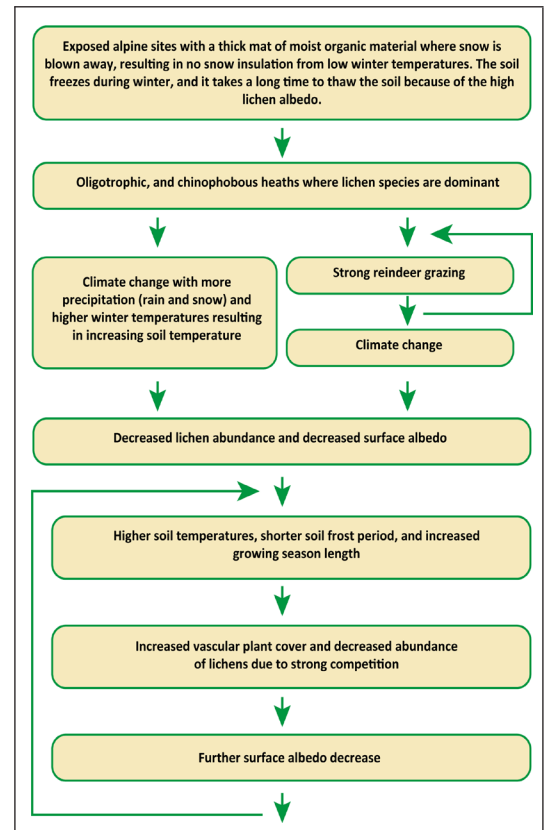 Exposed alpine sites with a thick mat of moist organic material where snow is
blown away, resulting in no snow insulation from low winter temperatures. The soil
freezes during winter, and it takes a long time to thaw the soil because of the high
lichen albedo.
Oligotrophic, and chinophobous heaths where lichen species are dominant
Climate change with more
precipitation (rain and snow) and
higher winter temperatures resulting
in increasing soil temperature
Strong reindeer grazing
Climate change
Decreased lichen abundance and decreased surface albedo
Higher soil temperatures, shorter soil frost period, and increased
growing season length
Increased vascular plant cover and decreased abundance
of lichens due to strong competition
Further surface albedo decrease